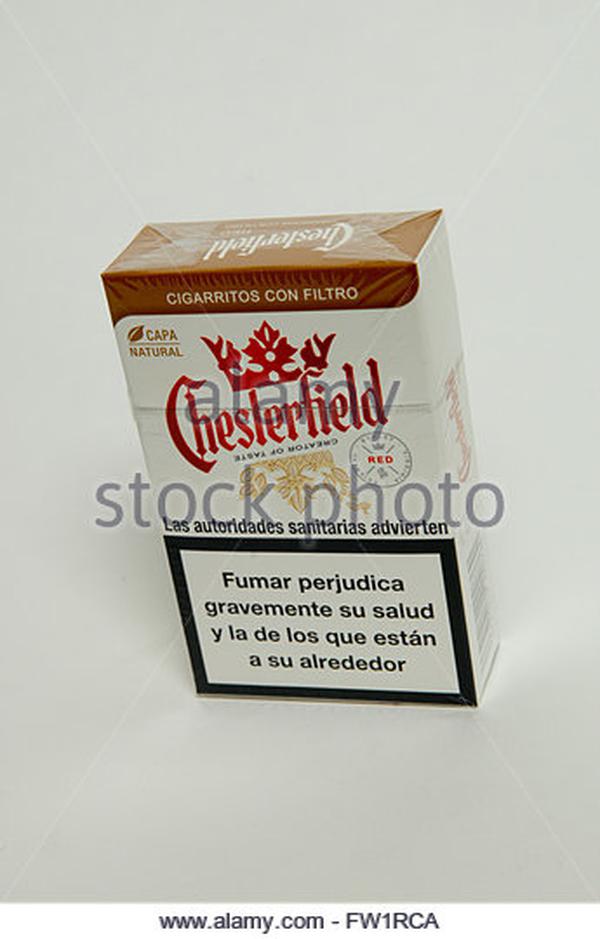 Chesterfield
CIGARRITOS CON FILTRO
CAPA
NATURAL
Chesterfield
CREATOR OF TASTE
RED
alamy
stock photo
Las autoridades sanitarias advierten
Fumar perjudica
gravemente su salud
y la de los que están
a su alrededor
www.alamy.com - FW1RCA